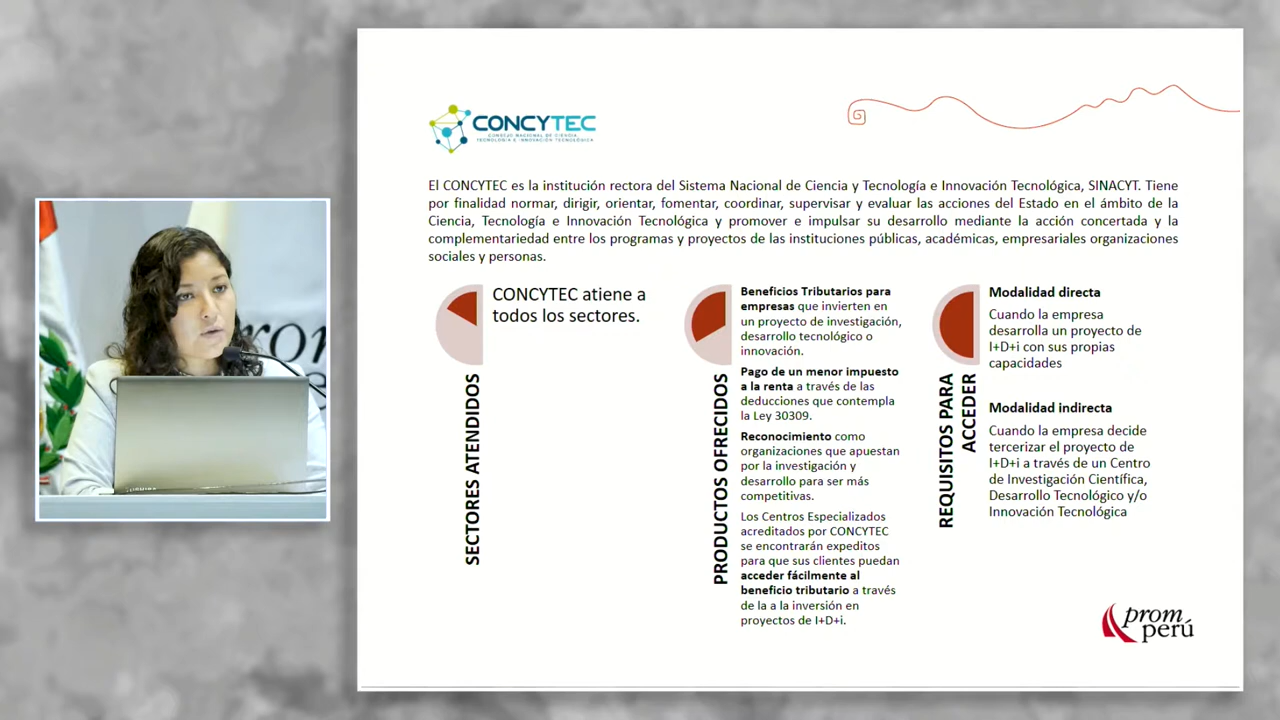 CONCYTEC
CONSEJO NACIONAL DE CIENCIA
TECNOLOGÍA E INNOVACIÓN TECNOLÓGICA
El CONCYTEC es la institución rectora del Sistema Nacional de Ciencia y Tecnología e Innovación Tecnológica, SINACYT. Tiene
por finalidad normar, dirigir, orientar, fomentar, coordinar, supervisar y evaluar las acciones del Estado en el ámbito de la
Ciencia, Tecnología e Innovación Tecnológica y promover e impulsar su desarrollo mediante la acción concertada y la
complementariedad entre los programas y proyectos de las instituciones públicas, académicas, empresariales organizaciones
sociales y personas.
SECTORES ATENDIDOS
CONCYTEC atiene a
todos los sectores.
PRODUCTOS OFRECIDOS
Beneficios Tributarios para
empresas que invierten en
un proyecto de investigación,
desarrollo tecnológico o
innovación.
Pago de un menor impuesto
a la renta a través de las
deducciones que contempla
la Ley 30309.
Reconocimiento como
organizaciones que apuestan
por la investigación y
desarrollo para ser más
competitivas.
Los Centros Especializados
acreditados por CONCYTEC
se encontrarán expeditos
para que sus clientes puedan
acceder fácilmente al
beneficio tributario a través
de la a la inversión en
proyectos de I+D+i.
REQUISITOS PARA
ACCEDER
Modalidad directa
Cuando la empresa
desarrolla un proyecto de
I+D+i con sus propias
capacidades
Modalidad indirecta
Cuando la empresa decide
tercerizar el proyecto de
I+D+i a través de un Centro
de Investigación Científica,
Desarrollo Tecnológico y/o
Innovación Tecnológica
prom
perú